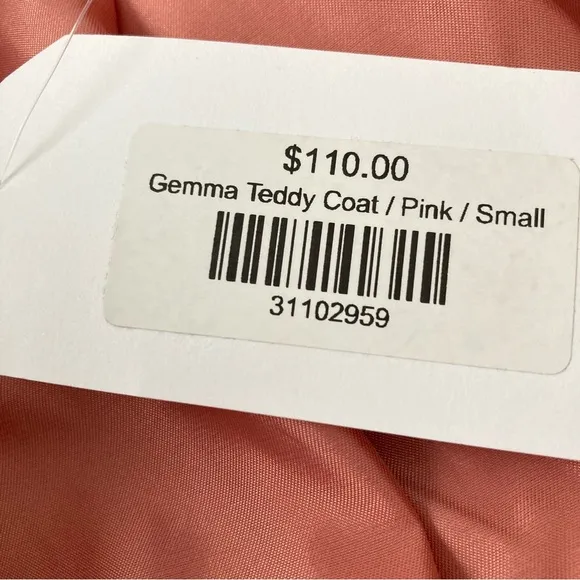 $110.00
Gemma Teddy Coat / Pink / Small
31102959